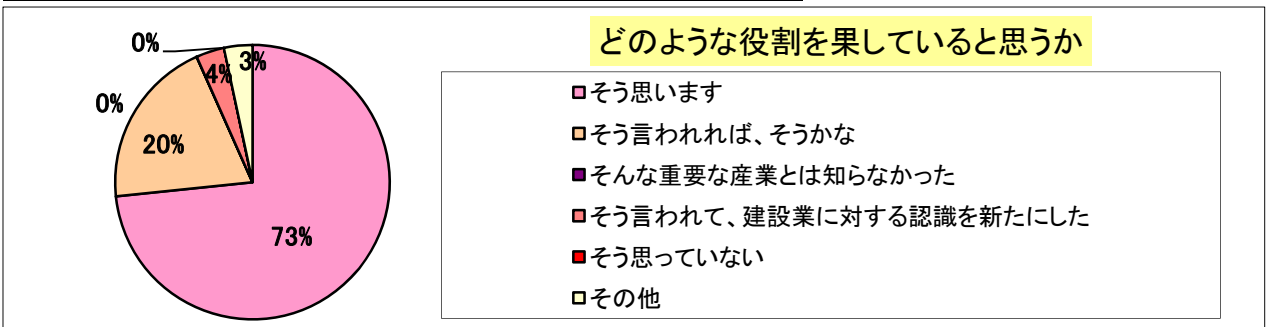 どのような役割を果していると思うか
0%
4%
3%
0%
20%
73%
そう思います
そう言われれば、そうかな
そんな重要な産業とは知らなかった
そう言われて、建設業に対する認識を新たにした
そう思っていない
その他